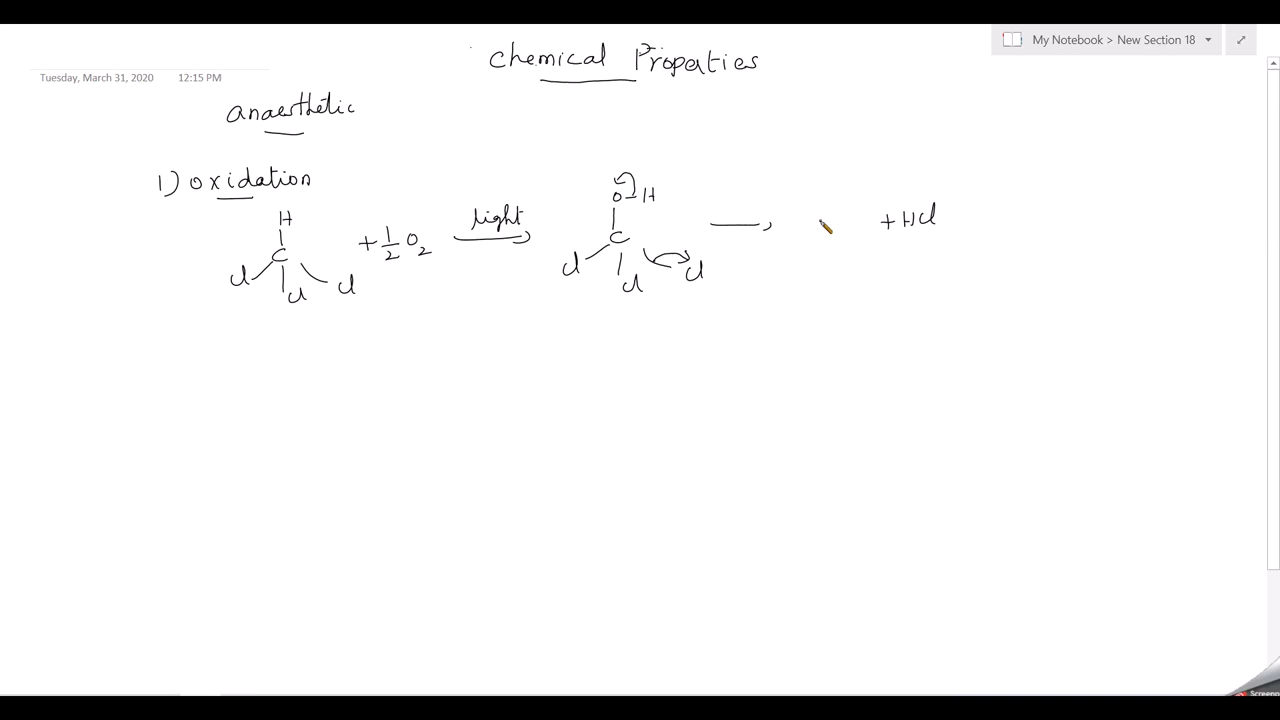 Chemical Properties
My Notebook > New Section 18
Tuesday, March 31, 2020 12:15 PM
anaesthetic
1) oxidation
H
C
Cl Cl Cl
+ 1/2 O2
light
O-H
C
Cl Cl Cl
+ HCl